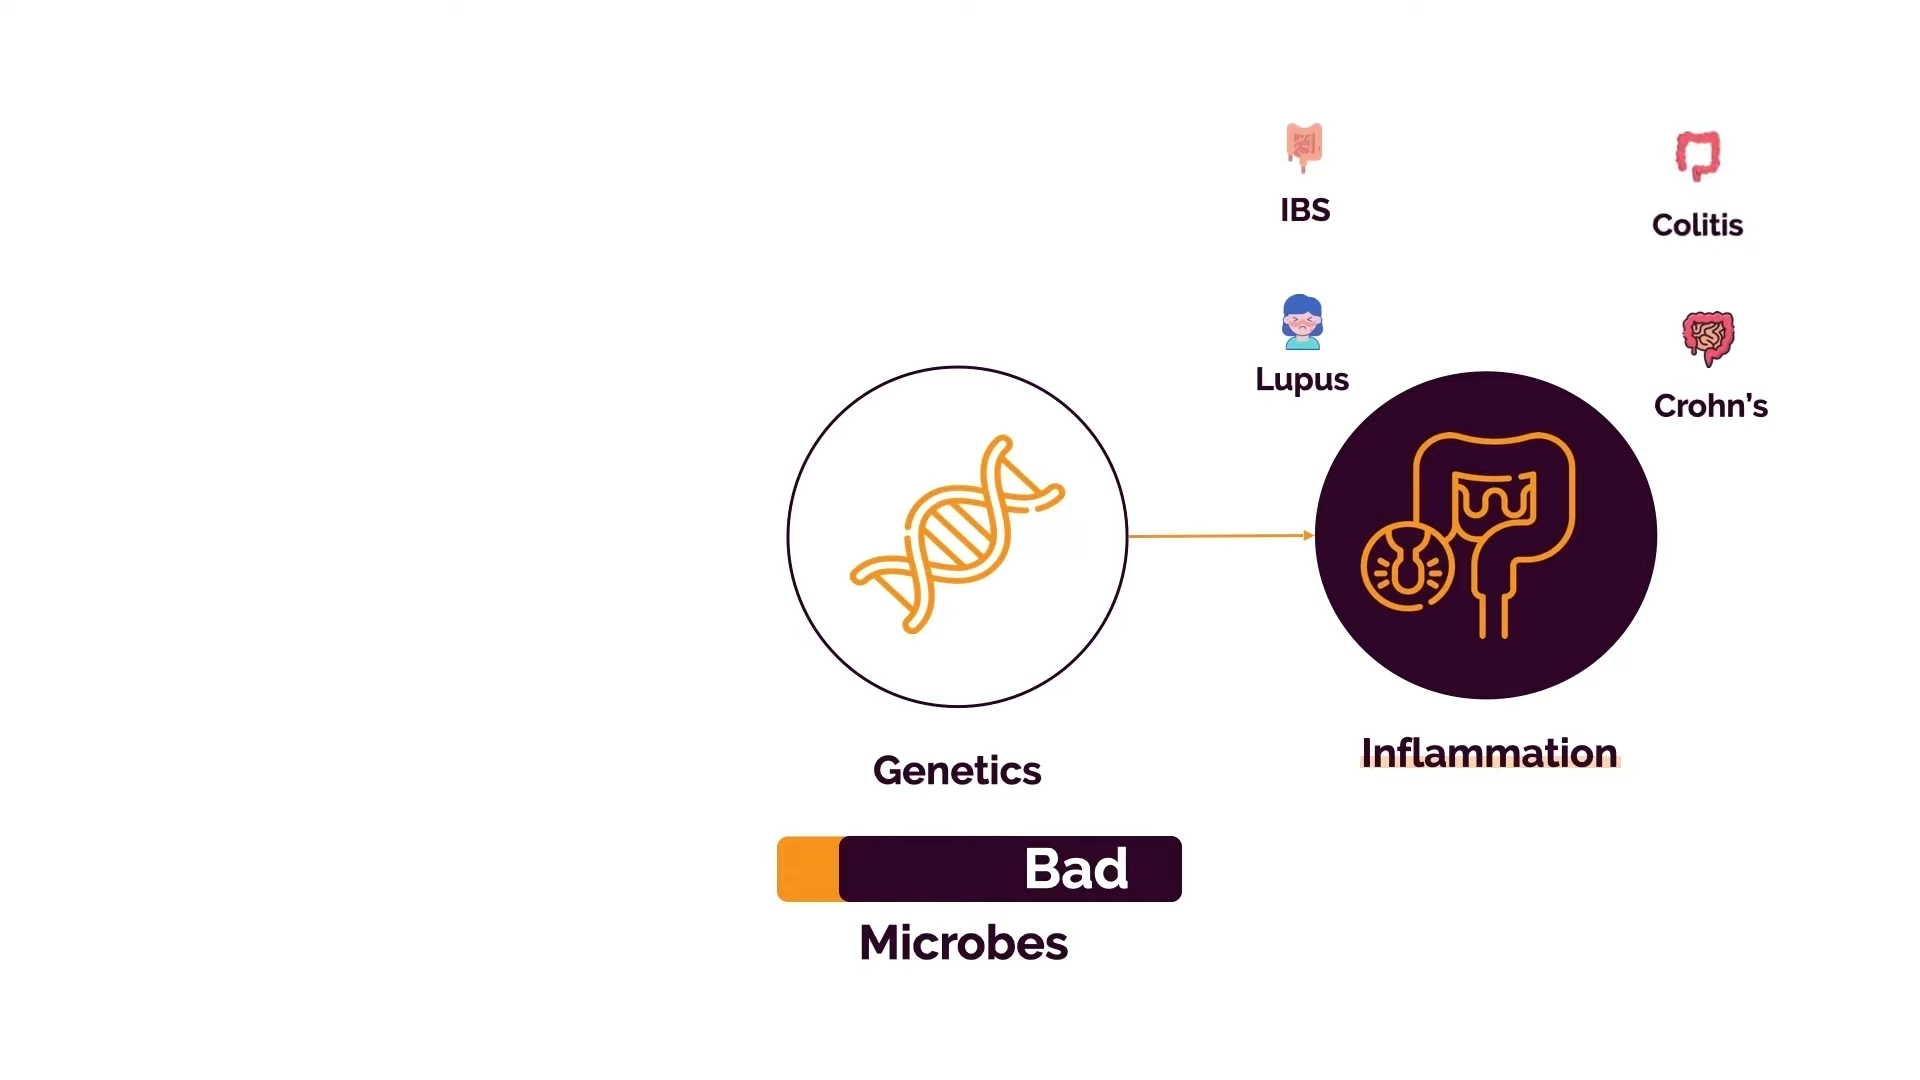 IBS
Colitis
Lupus
Crohn's
Genetics
Inflammation
Bad
Microbes